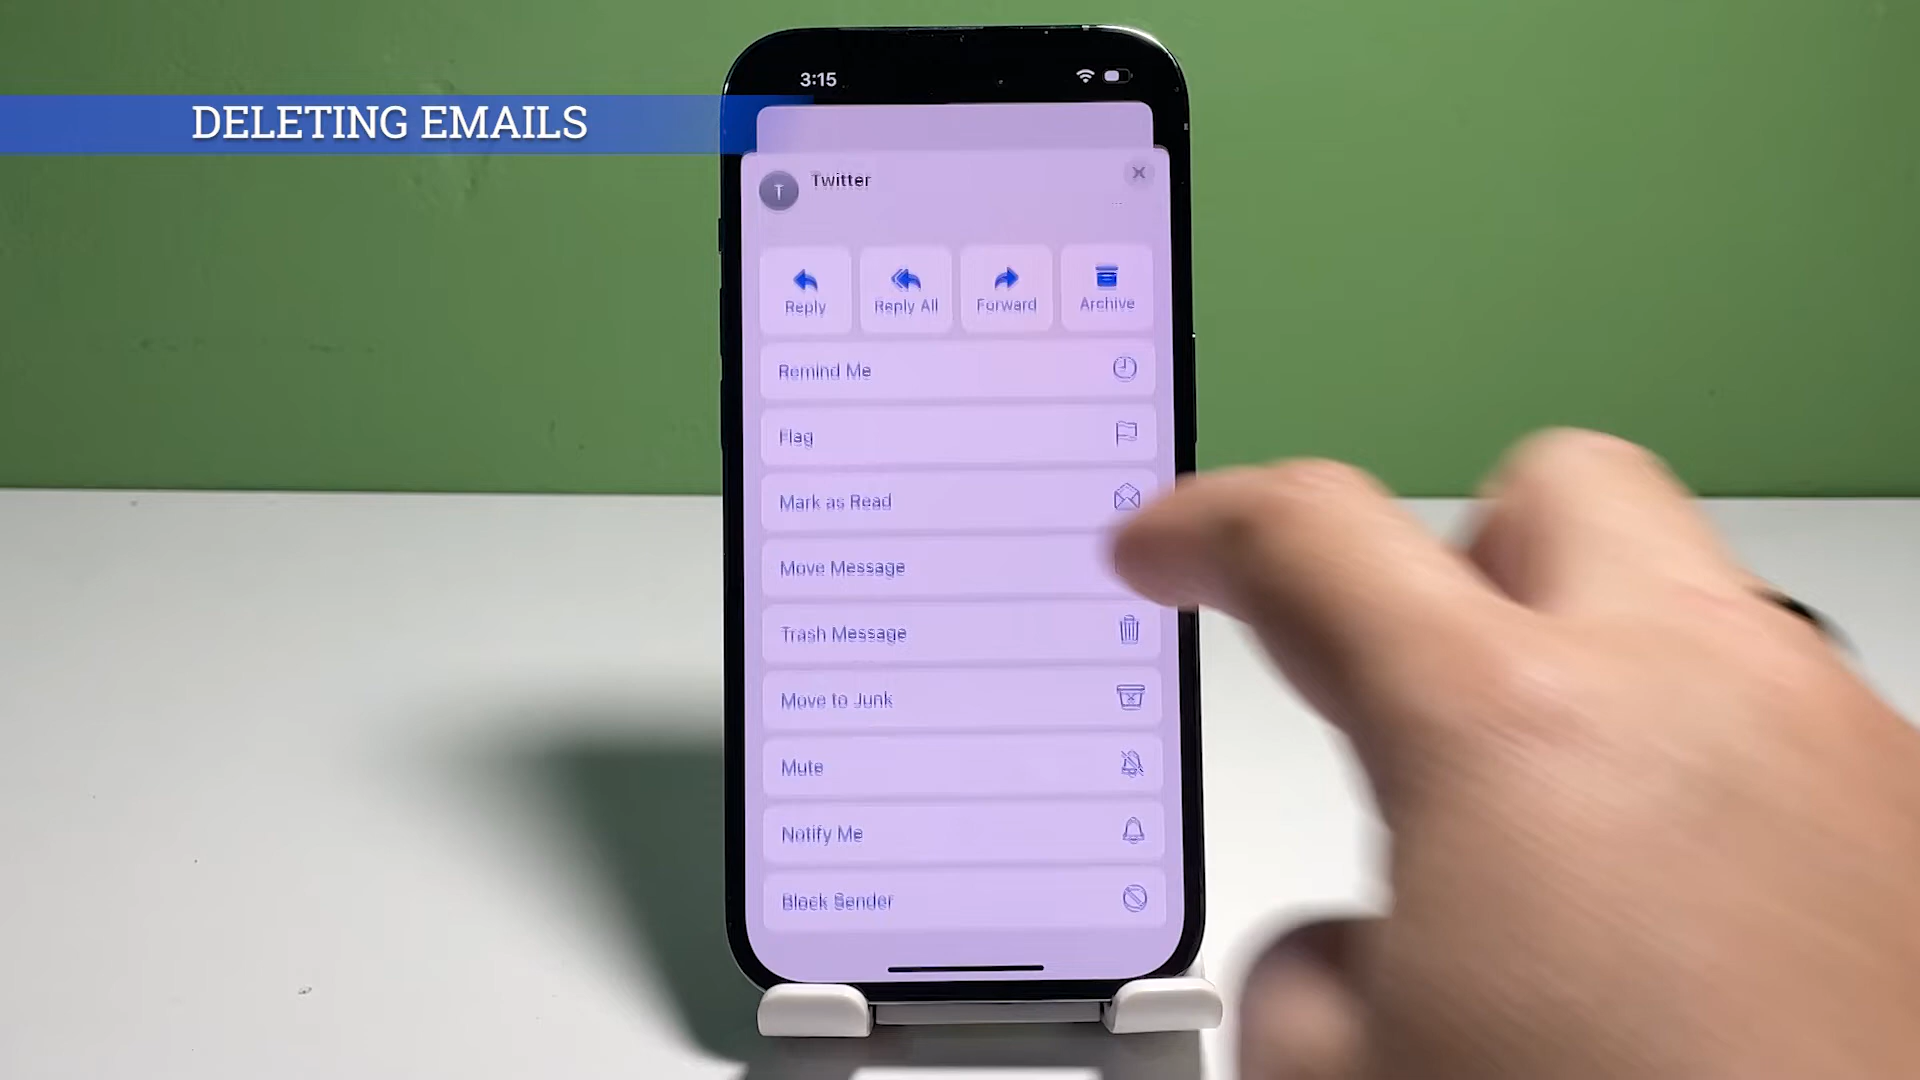 3:15
DELETING EMAILS
T
Twitter
Reply
Reply All
Forward
Archive
Remind Me
Flag
Mark as Read
Move Message
Trash Message
Move to Junk
Mute
Notify Me
Block Sender